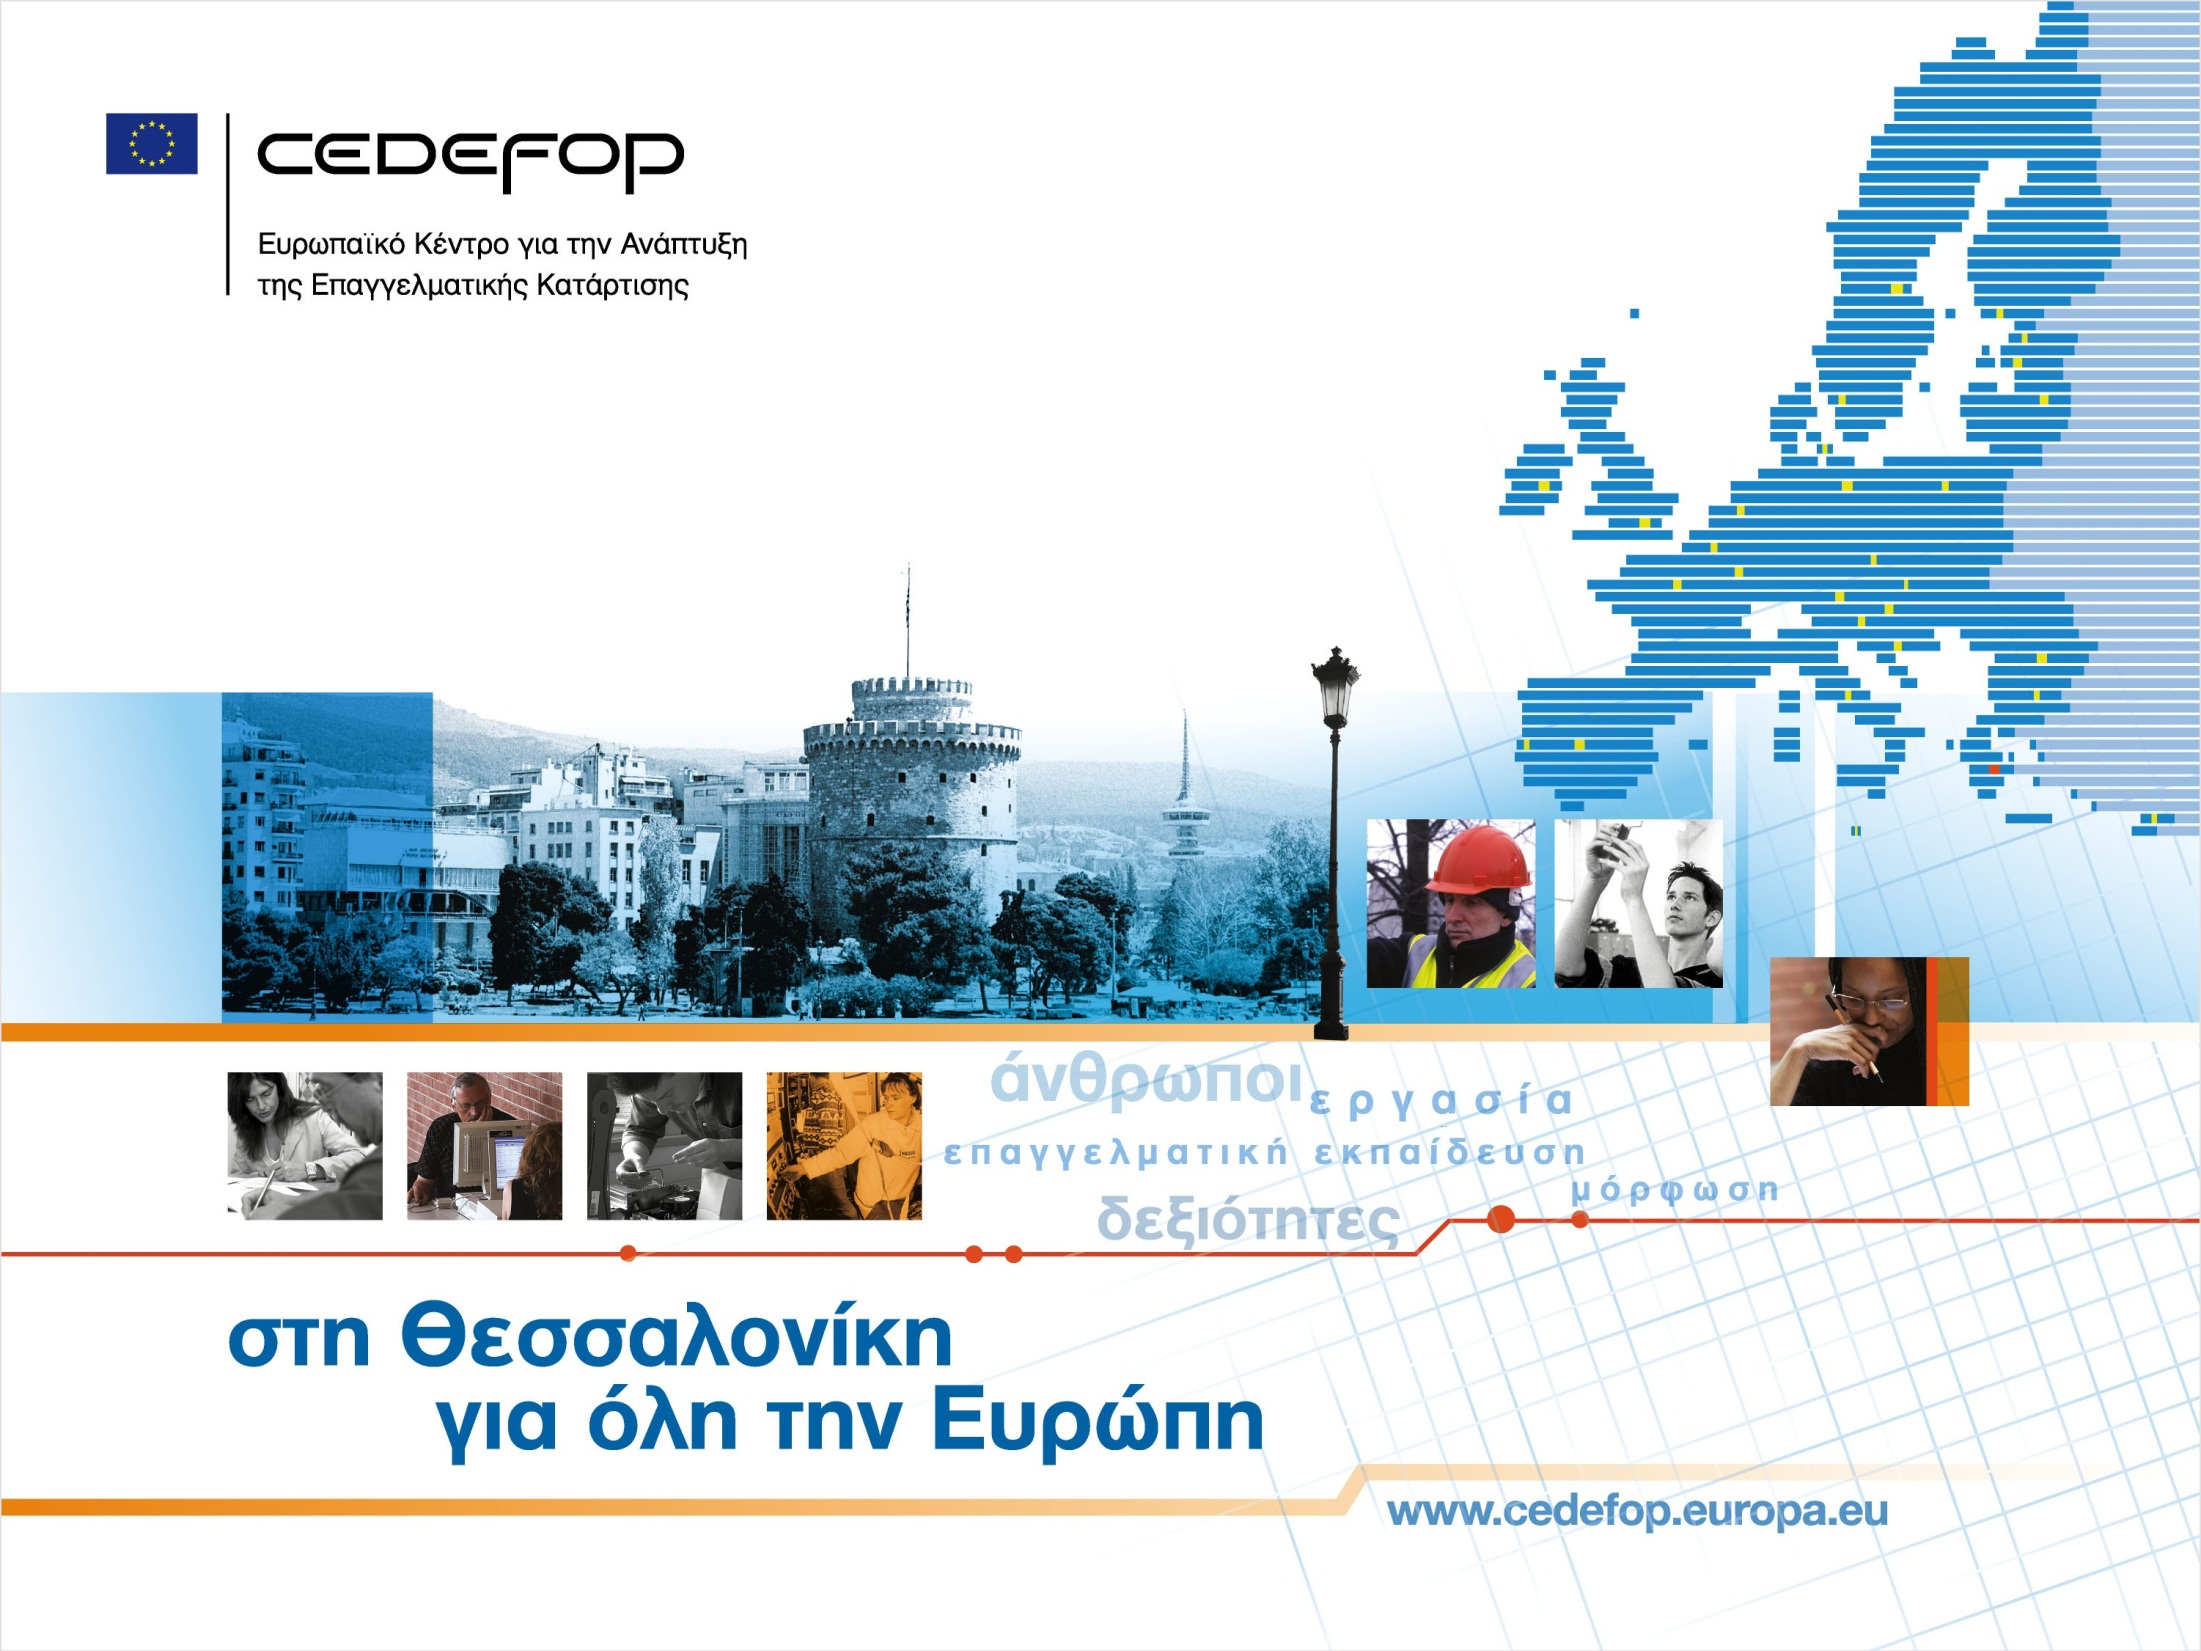 CEDEFOP
Ευρωπαϊκό Κέντρο για την Ανάπτυξη
της Επαγγελματικής Κατάρτισης
άνθρωποι
εργασία
επαγγελματική εκπαίδευση
μόρφωση
δεξιότητες
στη Θεσσαλονίκη
για όλη την Ευρώπη
www.cedefop.europa.eu